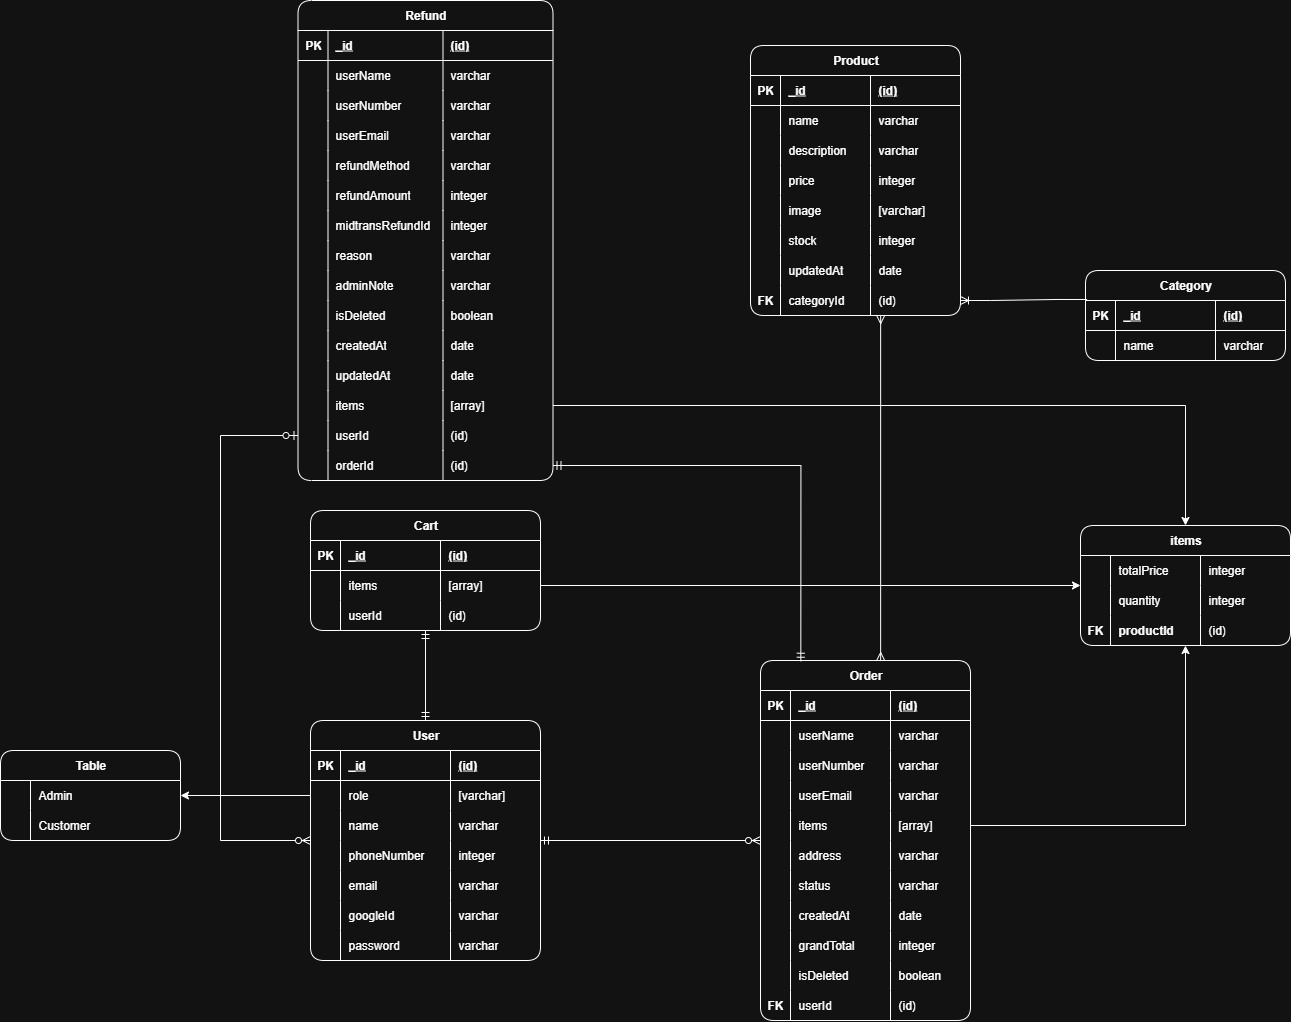 Refund
PK _id (id)
userName varchar
userNumber varchar
userEmail varchar
refundMethod varchar
refundAmount integer
midtransRefundId integer
reason varchar
adminNote varchar
isDeleted boolean
createdAt date
updatedAt date
items [array]
userId (id)
orderId (id)
Product
PK _id (id)
name varchar
description varchar
price integer
image [varchar]
stock integer
updatedAt date
FK categoryId (id)
Category
PK _id (id)
name varchar
Cart
PK _id (id)
items [array]
userId (id)
items
totalPrice integer
quantity integer
FK productId (id)
Table
Admin
Customer
User
PK _id (id)
role [varchar]
name varchar
phoneNumber integer
email varchar
googleId varchar
password varchar
Order
PK _id (id)
userName varchar
userNumber varchar
userEmail varchar
items [array]
address varchar
status varchar
createdAt date
grandTotal integer
isDeleted boolean
FK userId (id)